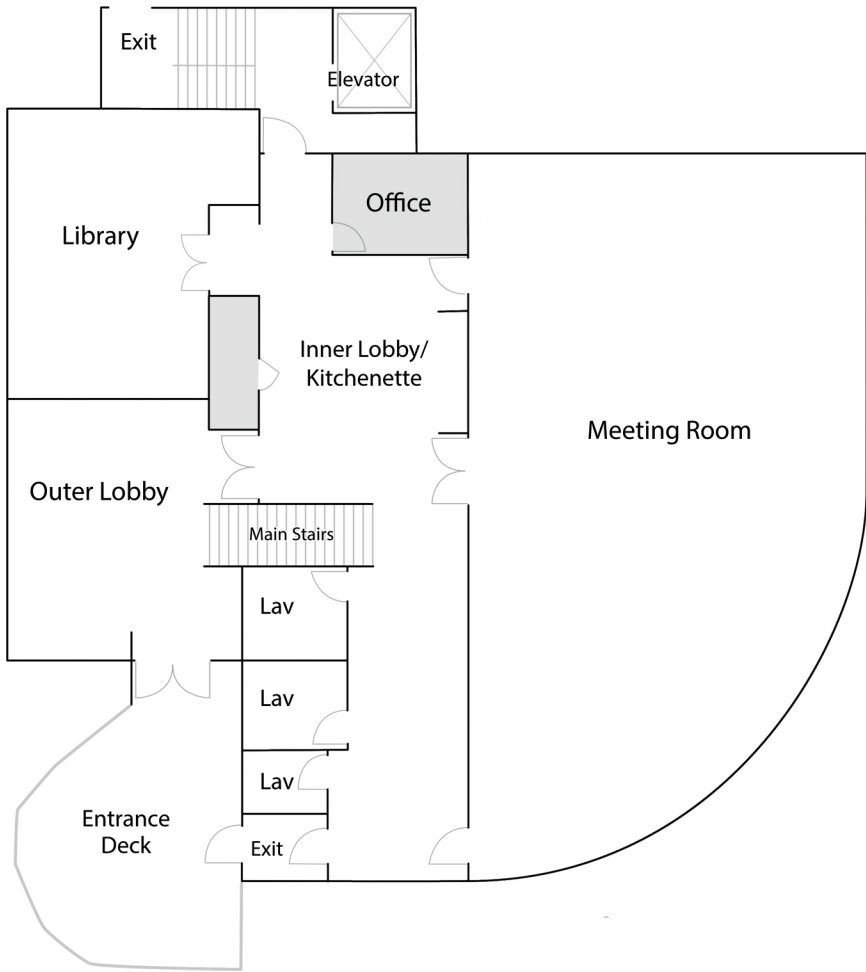 Exit
Elevator
Office
Library
Inner Lobby/
Kitchenette
Meeting Room
Outer Lobby
Main Stairs
Lav
Lav
Lav
Entrance
Deck
Exit